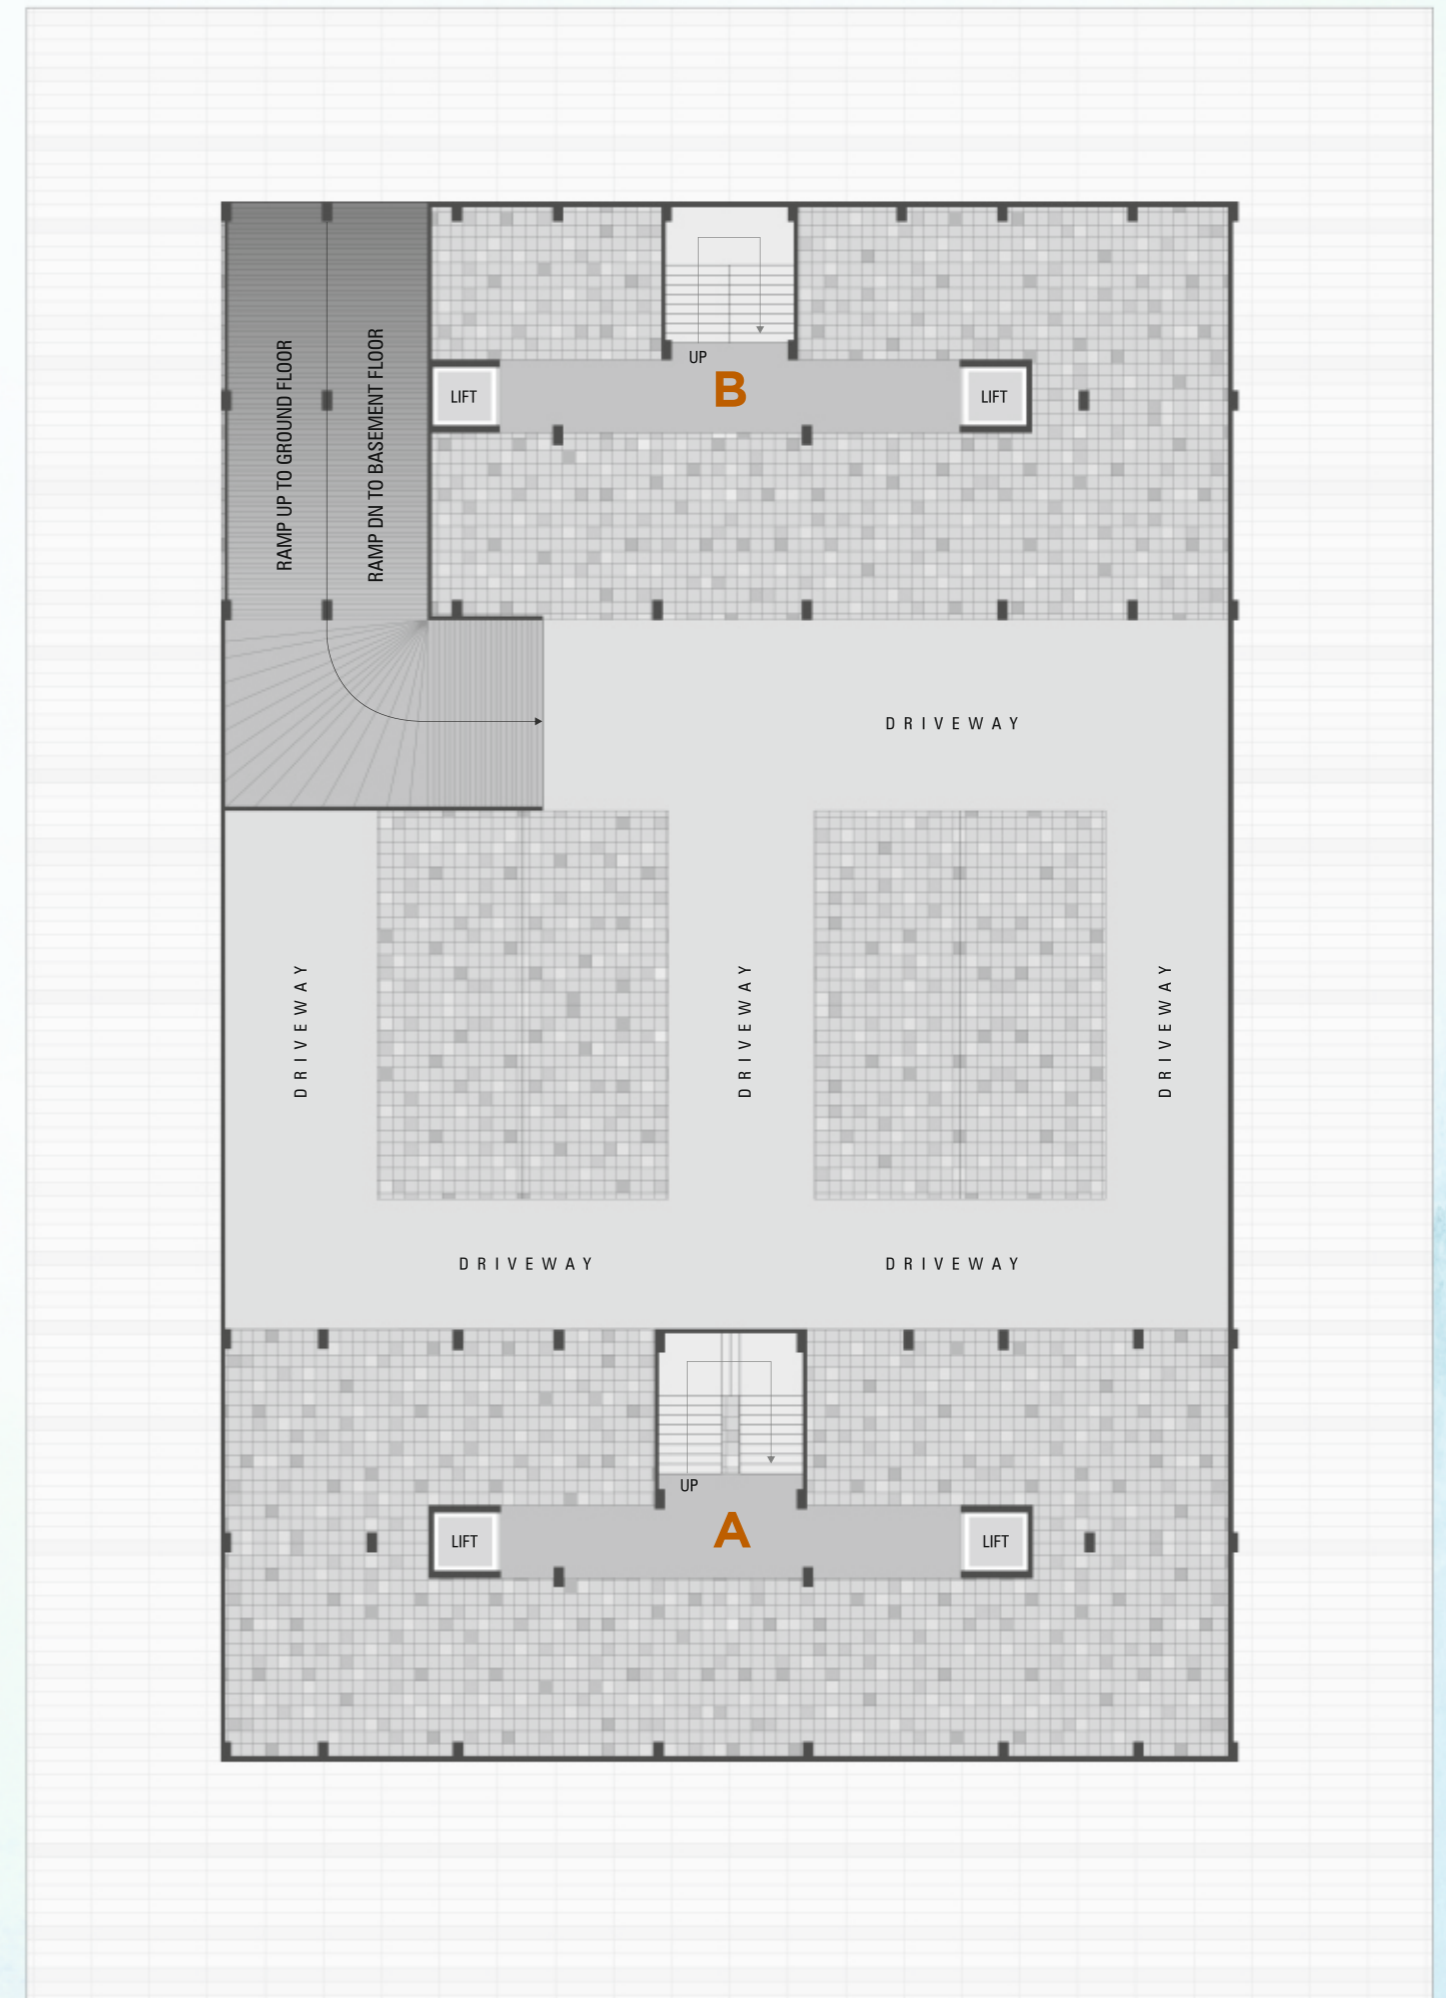 UP
B
LIFT
LIFT
RAMP UP TO GROUND FLOOR
RAMP DN TO BASEMENT FLOOR
DRIVEWAY
DRIVEWAY
DRIVEWAY
DRIVEWAY
DRIVEWAY
DRIVEWAY
UP
A
LIFT
LIFT